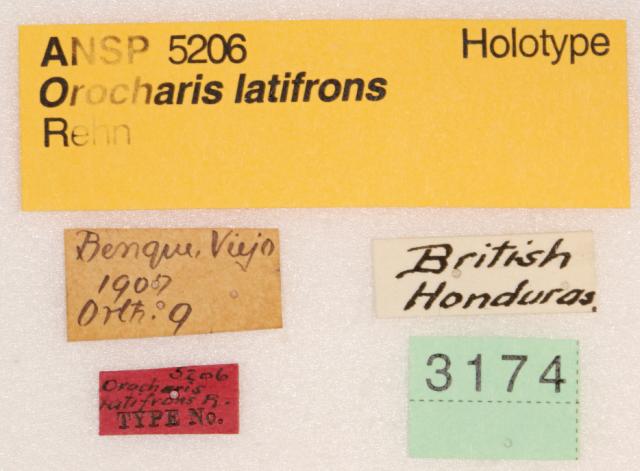 ANSP 5206 Holotype
Orocharis latifrons
Rehn
Benque, Viejo
1907
Orth: 9
British
Honduras.
5206
Orocharis
latifrons R.
TYPE No.
3174